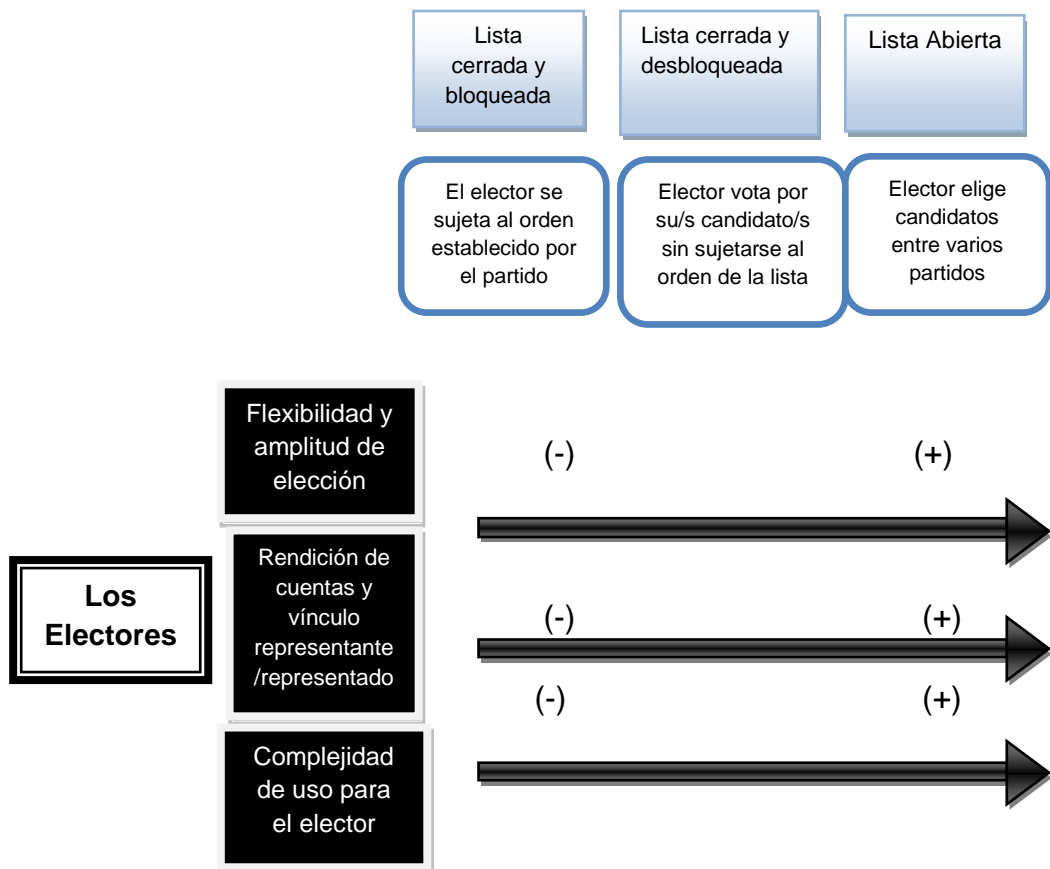 Lista
cerrada y
bloqueada
Lista cerrada y
desbloqueada
Lista Abierta
El elector se
sujeta al orden
establecido por
el partido
Elector vota por
su/s candidato/s
sin sujetarse al
orden de la lista
Elector elige
candidatos
entre varios
partidos
Los
Electores
Flexibilidad y
amplitud de
elección
(-)
(+)
Rendición de
cuentas y
vínculo
representante
/representado
(-)
(+)
Complejidad
de uso para
el elector
(-)
(+)